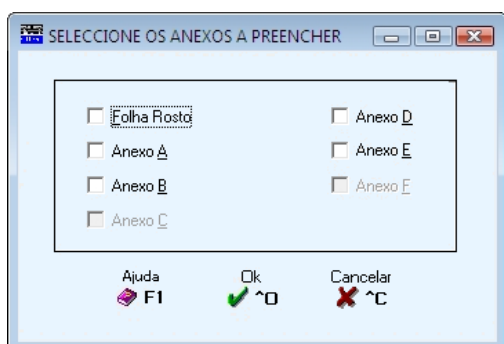 SELECCIONE OS ANEXOS A PREENCHER
Folha Rosto
Anexo A
Anexo B
Anexo C
Anexo D
Anexo E
Anexo F
Ajuda
F1
Ok
^O
Cancelar
^C